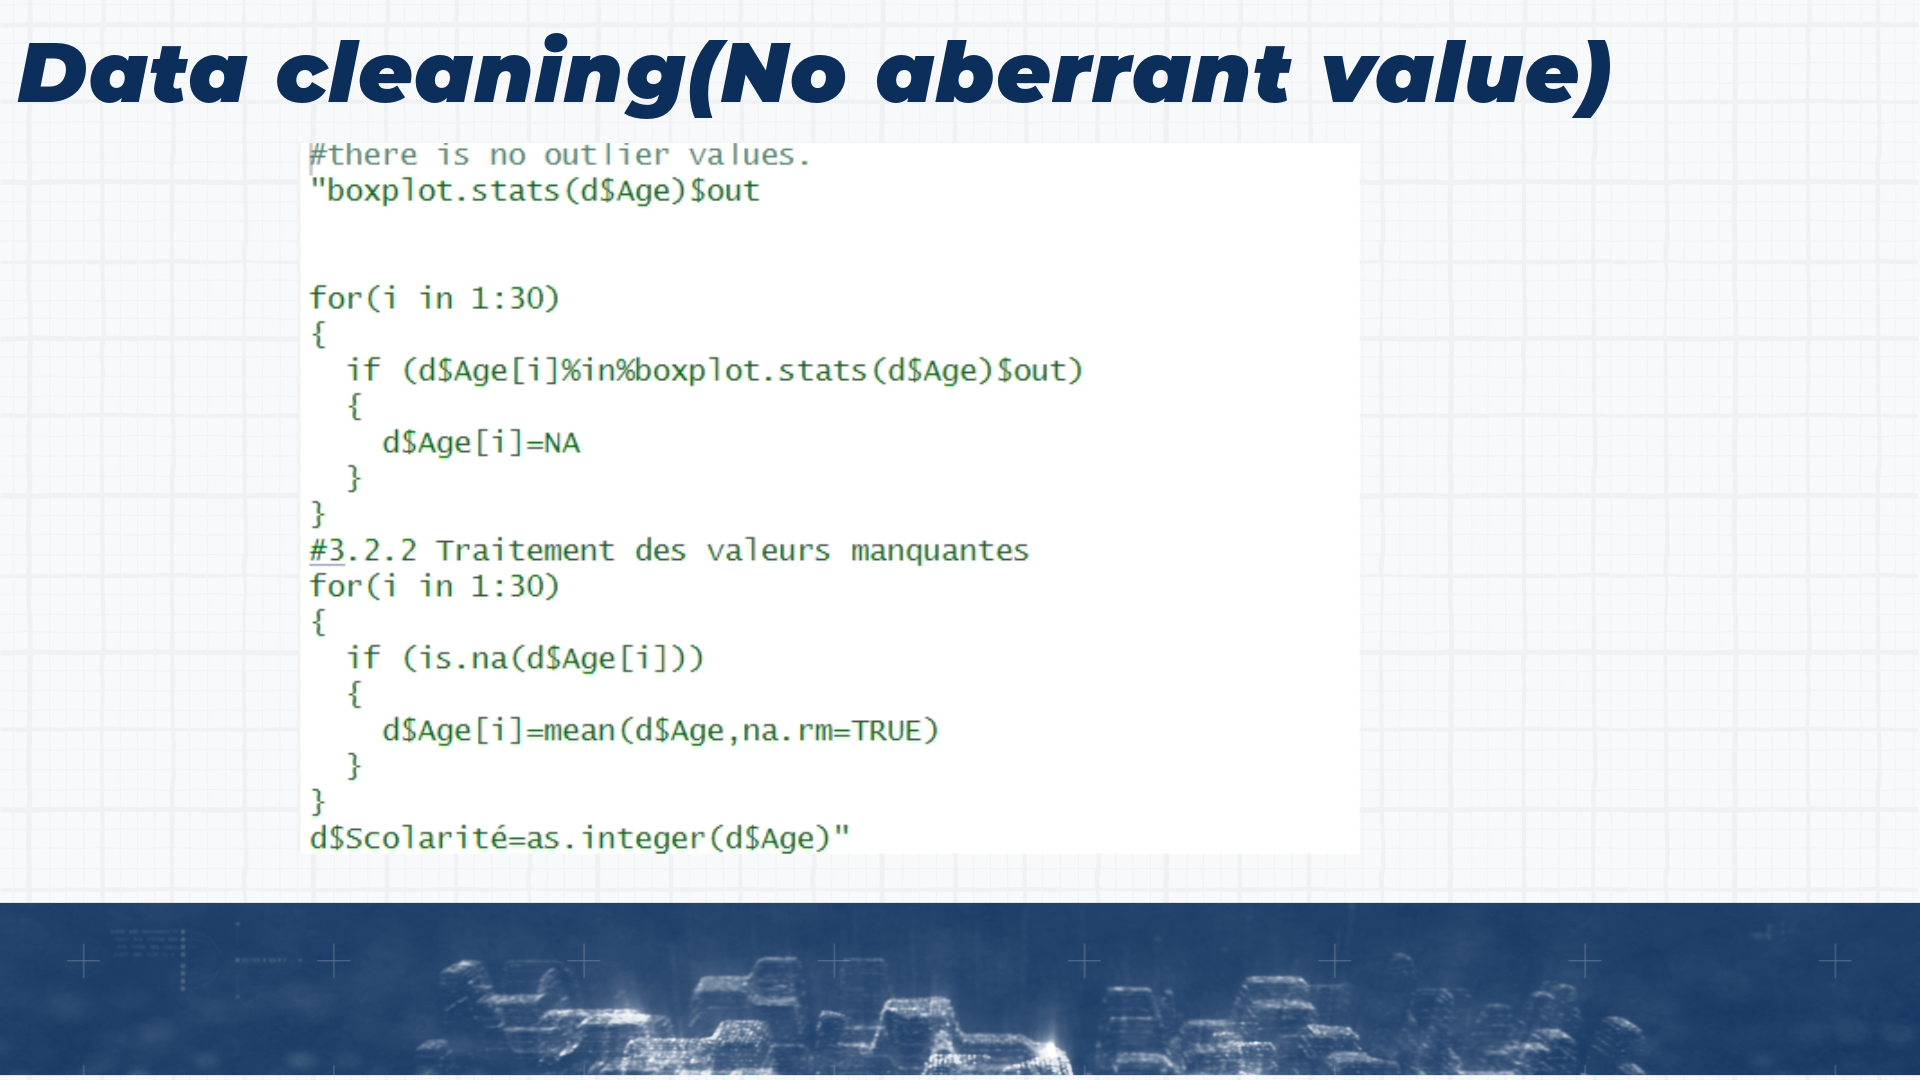 Data cleaning(No aberrant value)
#there is no outlier values.
"boxplot.stats(d$Age)$out
for(i in 1:30)
{
  if (d$Age[i]%in%boxplot.stats(d$Age)$out)
  {
    d$Age[i]=NA
  }
}
#3.2.2 Traitement des valeurs manquantes
for(i in 1:30)
{
  if (is.na(d$Age[i]))
  {
    d$Age[i]=mean(d$Age,na.rm=TRUE)
  }
}
d$Scolarité=as.integer(d$Age)"